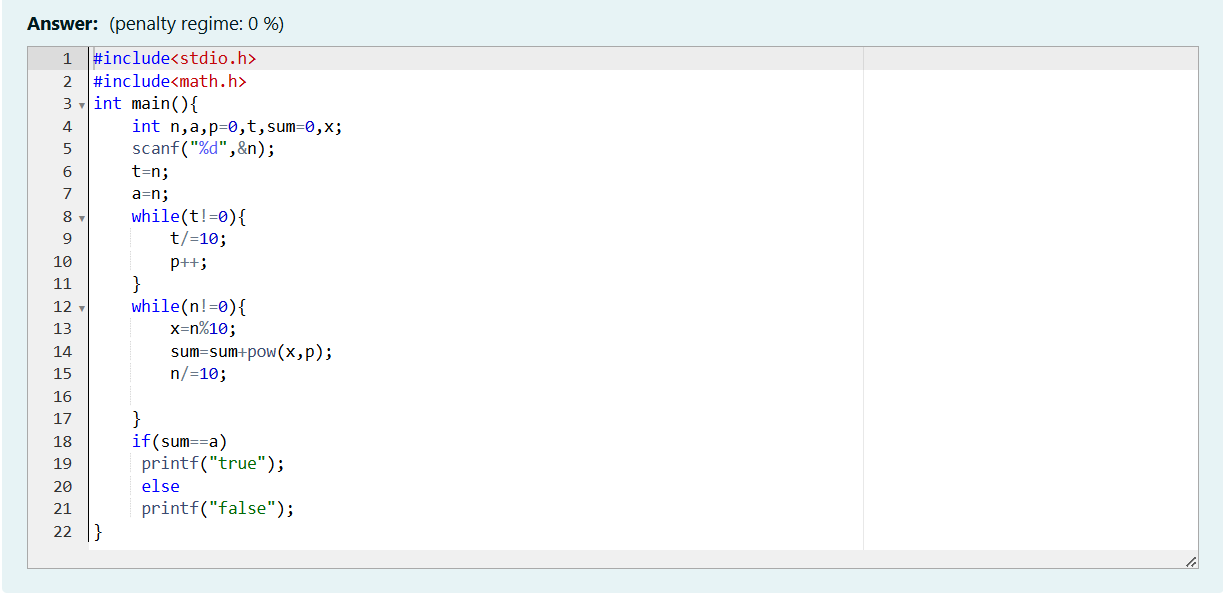 Answer: (penalty regime: 0 %)
1 #include<stdio.h>
2 #include<math.h>
3 int main(){
4     int n,a,p=0,t,sum=0,x;
5     scanf("%d",&n);
6     t=n;
7     a=n;
8     while(t!=0){
9         t/=10;
10         p++;
11     }
12     while(n!=0){
13         x=n%10;
14         sum=sum+pow(x,p);
15         n/=10;
16
17     }
18     if(sum==a)
19      printf("true");
20      else
21      printf("false");
22 }